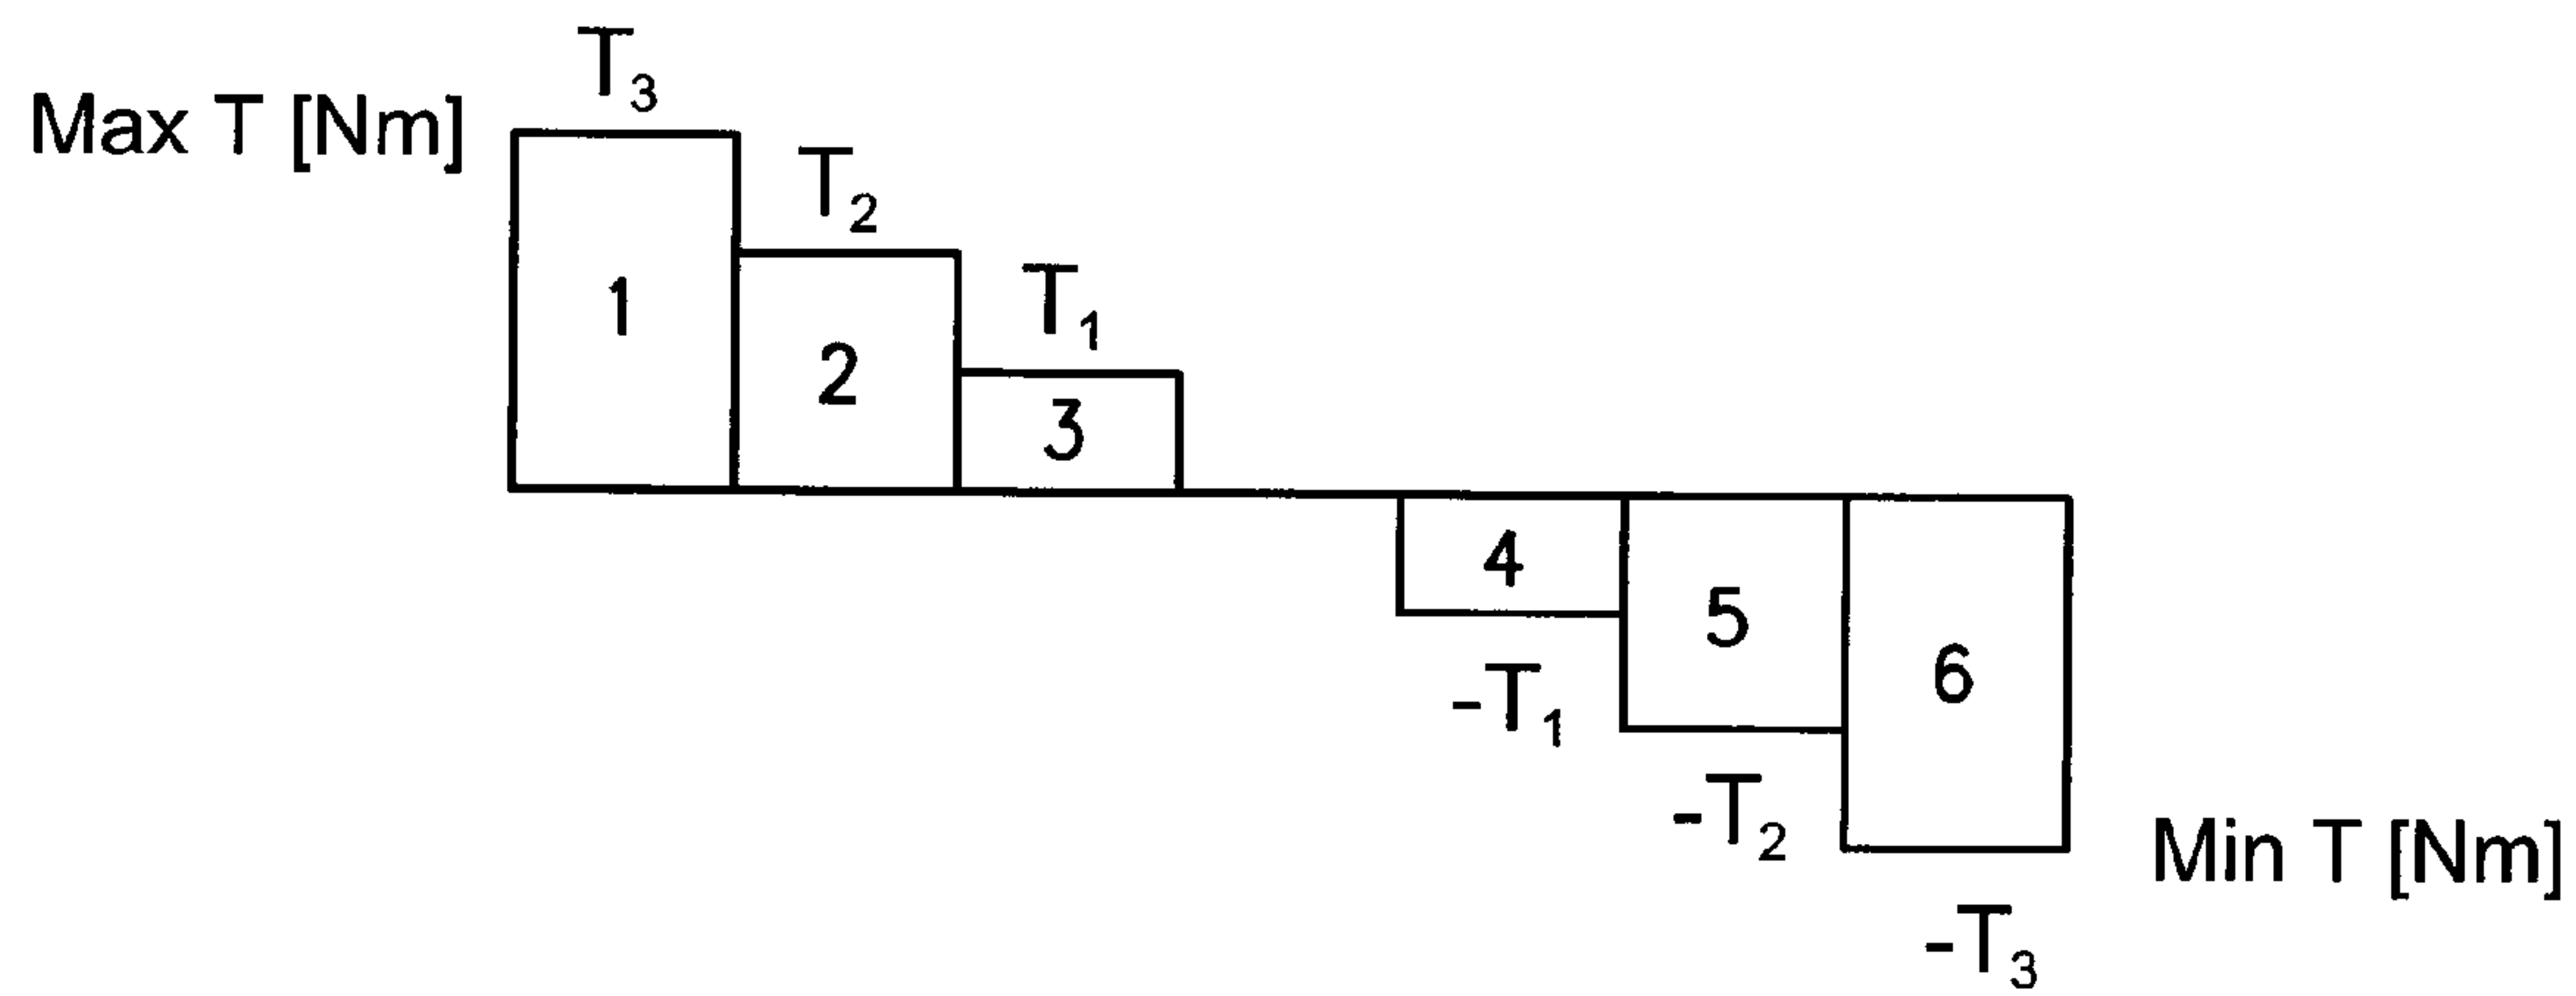 T₃
Max T [Nm]
T₂
T₁
1
2
3
4
5
6
-T₁
-T₂
Min T [Nm]
-T₃